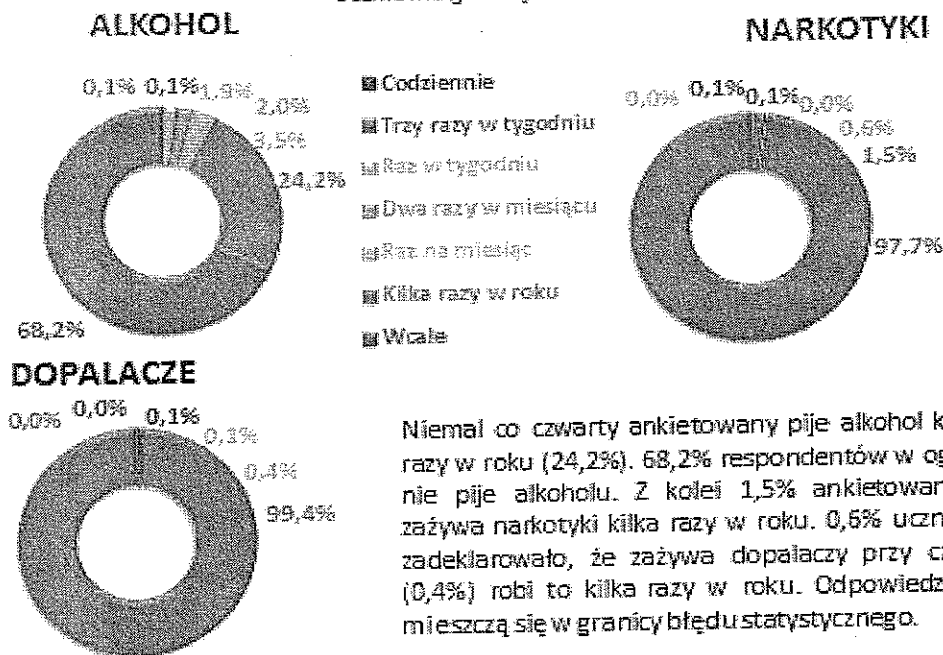 ALKOHOL
0,1% 0,1% 1,9%
2,0%
3,5%
24,2%
68,2%
Codziennie
Trzy razy w tygodniu
Raz w tygodniu
Dwa razy w miesiącu
Raz na miesiąc
Kilka razy w roku
Wcale
NARKOTYKI
0,0% 0,1% 0,1% 0,0%
0,6%
1,5%
97,7%
DOPALACZE
0,0% 0,0% 0,1%
0,1%
0,4%
99,4%
Niemal co czwarty ankietowany pije alkohol k
razy w roku (24,2%). 68,2% respondentów w og
nie pije alkoholu. Z kolei 1,5% ankietowan
zażywa narkotyki kilka razy w roku. 0,6% uczn
zadeklarowało, że zażywa dopalaczy przy cz
(0,4%) robi to kilka razy w roku. Odpowiedz
mieszczą się w granicy błędu statystycznego.